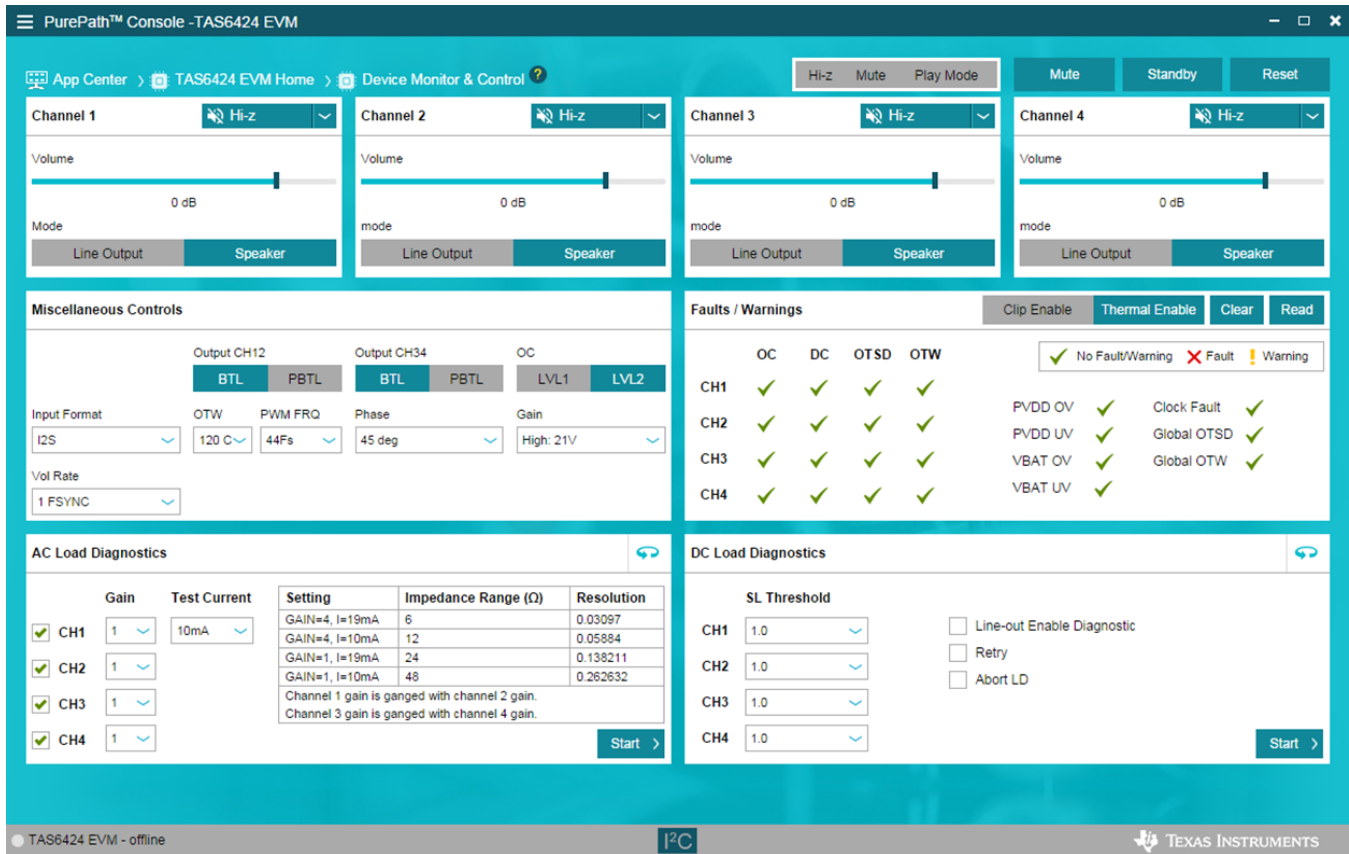 PurePath™ Console -TAS6424 EVM
App Center > TAS6424 EVM Home > Device Monitor & Control ?
Hi-z Mute Play Mode
Mute
Standby
Reset
Channel 1
Hi-z
Volume
0 dB
Mode
Line Output
Speaker
Channel 2
Hi-z
Volume
0 dB
mode
Line Output
Speaker
Channel 3
Hi-z
Volume
0 dB
mode
Line Output
Speaker
Channel 4
Hi-z
Volume
0 dB
mode
Line Output
Speaker
Miscellaneous Controls
Output CH12
BTL PBTL
Output CH34
BTL PBTL
OC
LVL1 LVL2
Input Format
I2S
OTW
120 C
PWM FRQ
44Fs
Phase
45 deg
Gain
High: 21V
Vol Rate
1 FSYNC
Faults / Warnings
Clip Enable
Thermal Enable
Clear
Read
OC DC OTSD OTW
No Fault/Warning Fault Warning
CH1
CH2
CH3
CH4
PVDD OV
PVDD UV
VBAT OV
VBAT UV
Clock Fault
Global OTSD
Global OTW
AC Load Diagnostics
Gain Test Current
CH1 1 10mA
CH2 1
CH3 1
CH4 1
Setting Impedance Range (Ω) Resolution
GAIN=4, I=19mA 6 0.03097
GAIN=4, I=10mA 12 0.05884
GAIN=1, I=19mA 24 0.138211
GAIN=1, I=10mA 48 0.262632
Channel 1 gain is ganged with channel 2 gain.
Channel 3 gain is ganged with channel 4 gain.
Start >
DC Load Diagnostics
SL Threshold
CH1 1.0
CH2 1.0
CH3 1.0
CH4 1.0
Line-out Enable Diagnostic
Retry
Abort LD
Start >
TAS6424 EVM - offline
I²C
TEXAS INSTRUMENTS